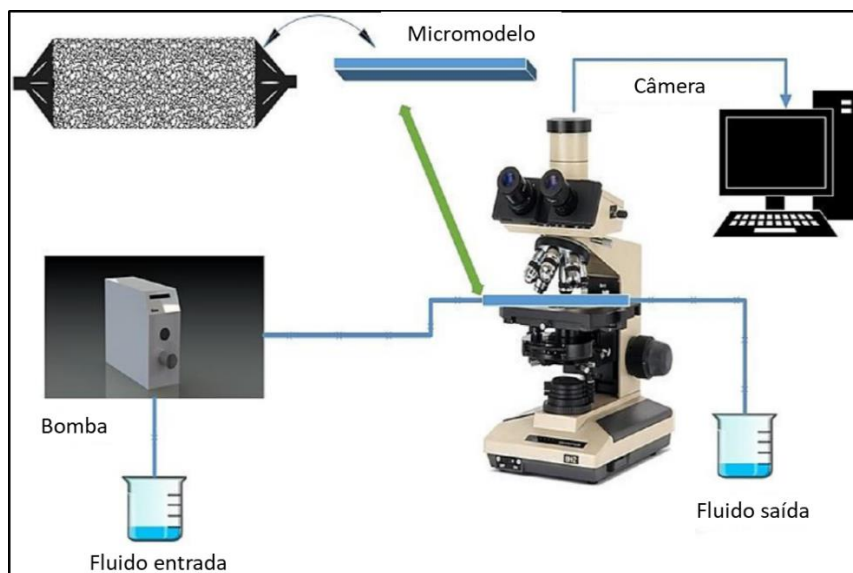 Micromodelo
Câmera
Bomba
Fluido entrada
Fluido saída